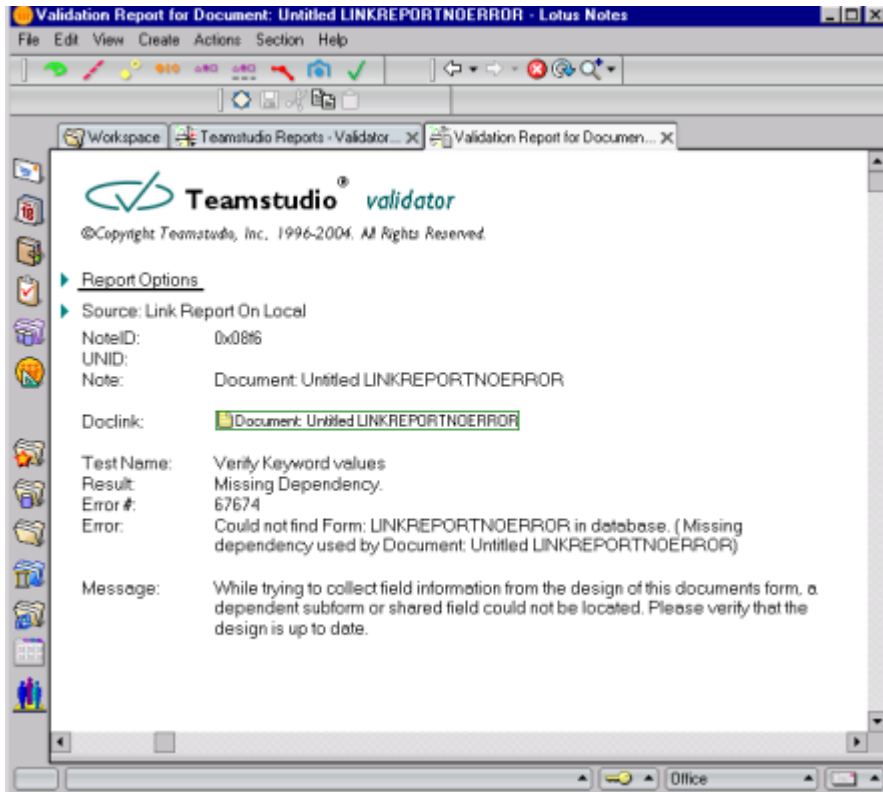 Validation Report for Document: Untitled LINKREPORTNOERROR - Lotus Notes
File Edit View Create Actions Section Help
Workspace Teamstudio Reports - Validator... Validation Report for Documen...
Teamstudio® validator
©Copyright Teamstudio, Inc. 1996-2004. All Rights Reserved.
Report Options
Source: Link Report On Local
NoteID: 0x08f6
UNID:
Note: Document: Untitled LINKREPORTNOERROR
Doclink: Document: Untitled LINKREPORTNOERROR
Test Name: Verify Keyword values
Result: Missing Dependency.
Error #: 67674
Error: Could not find Form: LINKREPORTNOERROR in database. ( Missing
dependency used by Document: Untitled LINKREPORTNOERROR)
Message: While trying to collect field information from the design of this documents form, a
dependent subform or shared field could not be located. Please verify that the
design is up to date.
Office